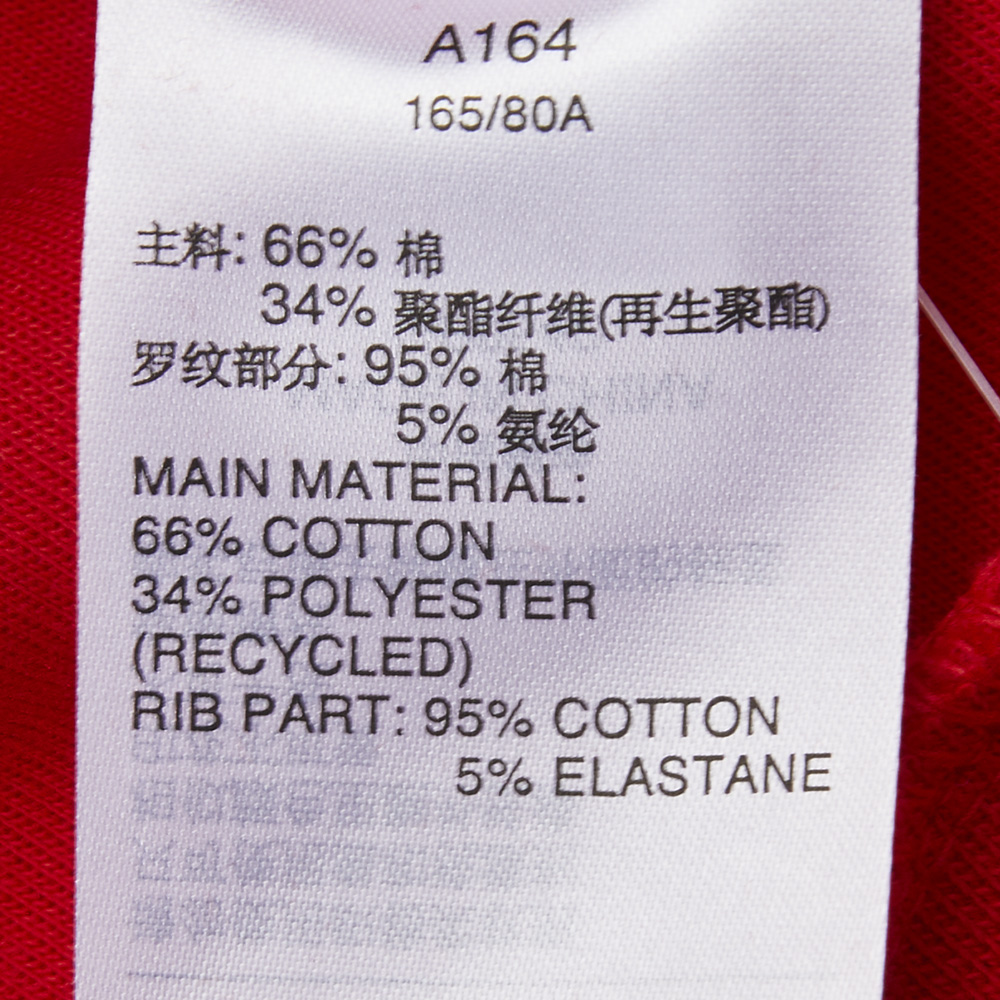 A164
165/80A
主料: 66% 棉
34% 聚酯纤维(再生聚酯)
罗纹部分: 95% 棉
5% 氨纶
MAIN MATERIAL:
66% COTTON
34% POLYESTER
(RECYCLED)
RIB PART: 95% COTTON
5% ELASTANE